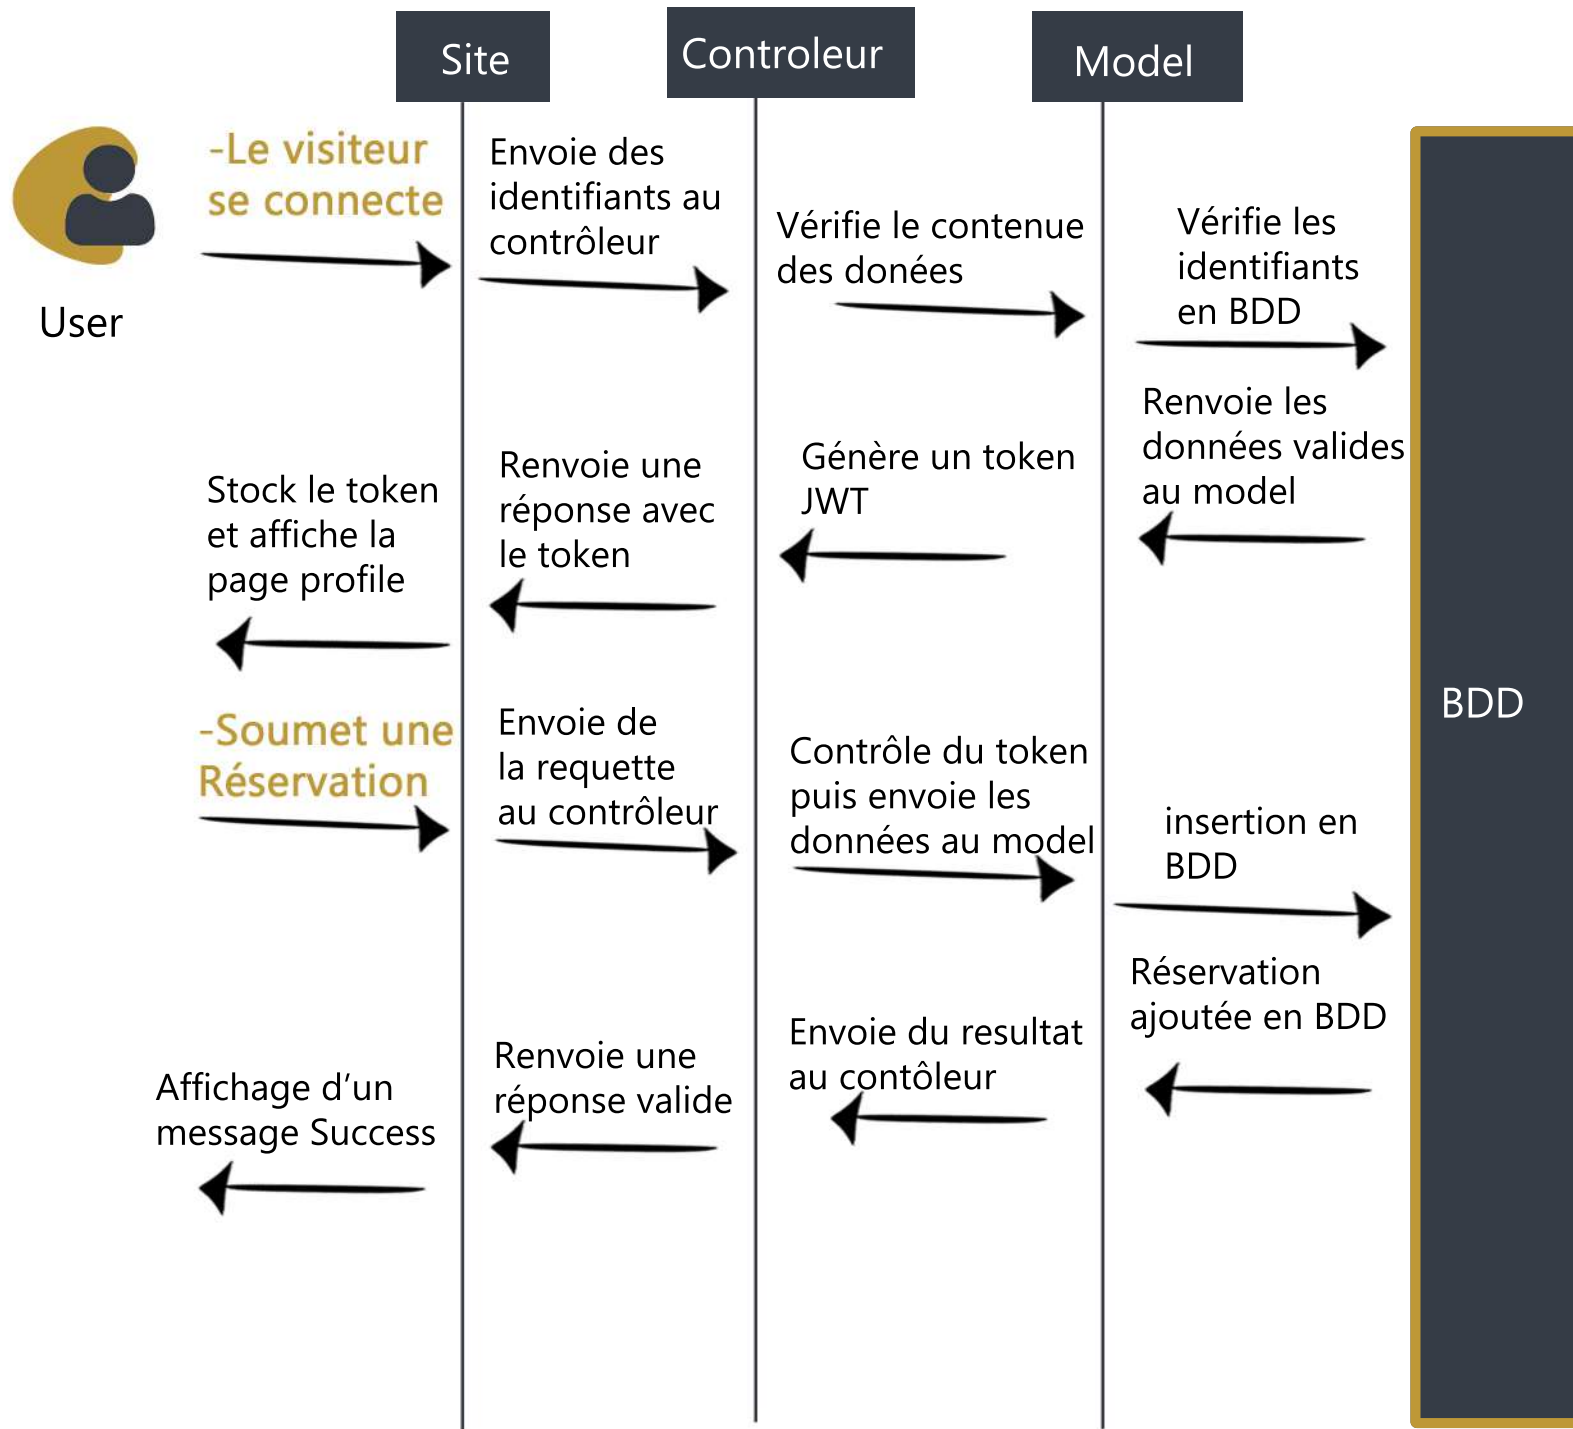 Site
Controleur
Model
-Le visiteur
se connecte
Envoie des
identifiants au
contrôleur
Vérifie le contenue
des donées
Vérifie les
identifiants
en BDD
User
Renvoie les
données valides
au model
Génère un token
JWT
Renvoie une
réponse avec
le token
Stock le token
et affiche la
page profile
BDD
-Soumet une
Réservation
Envoie de
la requette
au contrôleur
Contrôle du token
puis envoie les
données au model
insertion en
BDD
Réservation
ajoutée en BDD
Envoie du resultat
au contôleur
Renvoie une
réponse valide
Affichage d’un
message Success